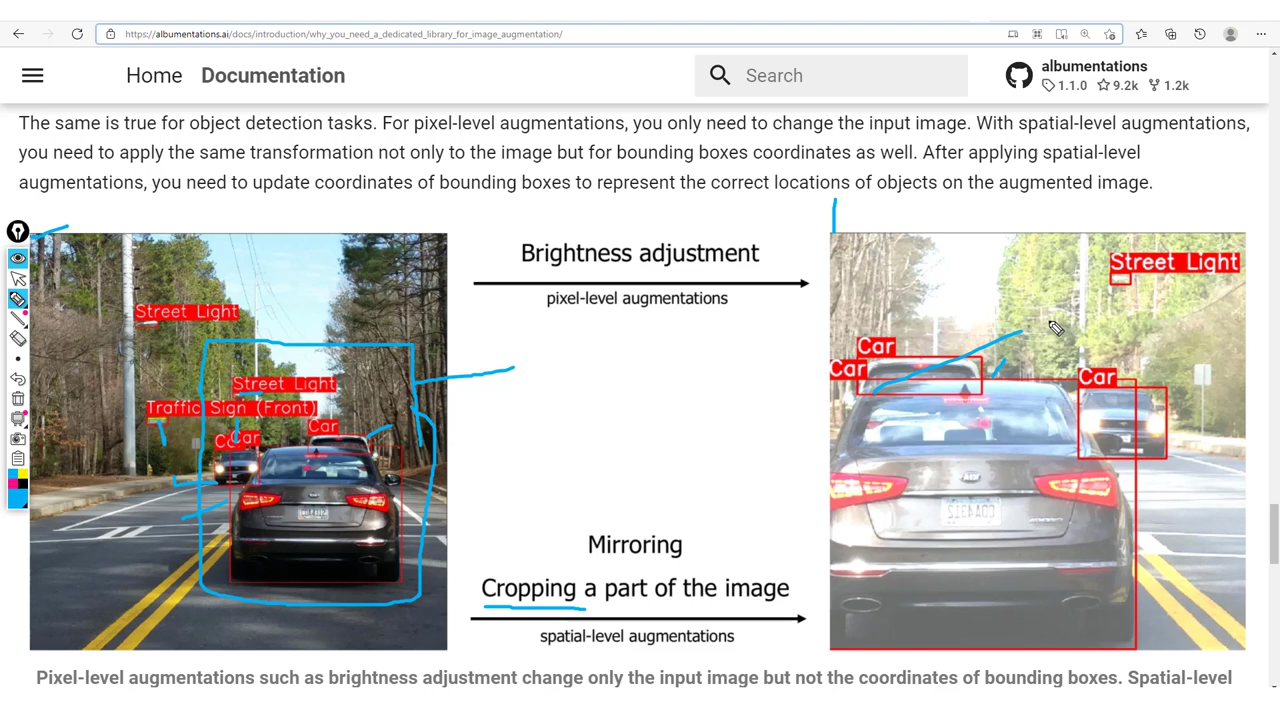 https://albumentations.ai/docs/introduction/why_you_need_a_dedicated_library_for_image_augmentation/
Home Documentation
Search
albumentations
1.1.0 9.2k 1.2k
The same is true for object detection tasks. For pixel-level augmentations, you only need to change the input image. With spatial-level augmentations,
you need to apply the same transformation not only to the image but for bounding boxes coordinates as well. After applying spatial-level
augmentations, you need to update coordinates of bounding boxes to represent the correct locations of objects on the augmented image.
Street Light
Street Light
Traffic Sign (Front)
Car
Car
Brightness adjustment
pixel-level augmentations
Mirroring
Cropping a part of the image
spatial-level augmentations
Street Light
Car
Car
Car
Pixel-level augmentations such as brightness adjustment change only the input image but not the coordinates of bounding boxes. Spatial-level